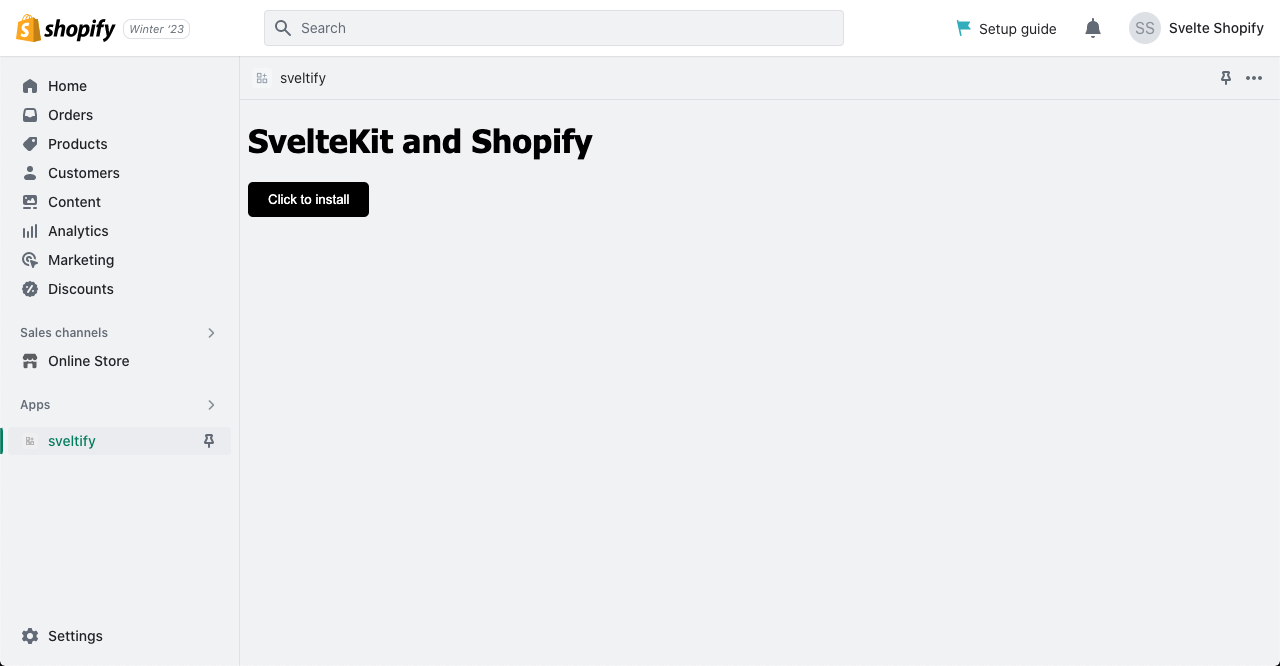 shopify Winter ‘23
Search
Setup guide
SS Svelte Shopify
Home
Orders
Products
Customers
Content
Analytics
Marketing
Discounts
Sales channels
Online Store
Apps
sveltify
Settings
sveltify
SvelteKit and Shopify
Click to install